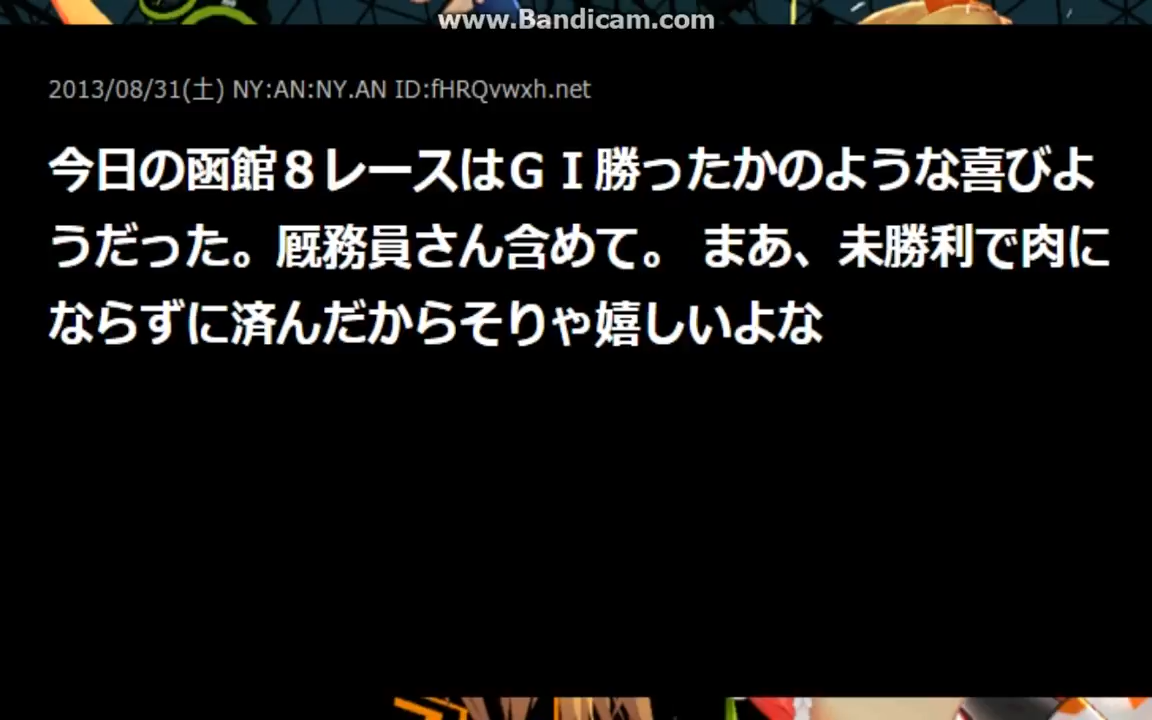 www.Bandicam.com
2013/08/31(土) NY:AN:NY.AN ID:fHRQvwxh.net
今日の函館８レースはＧＩ勝ったかのような喜びよ
うだった。厩務員さん含めて。 まあ、未勝利で肉に
ならずに済んだからそりゃ嬉しいよな